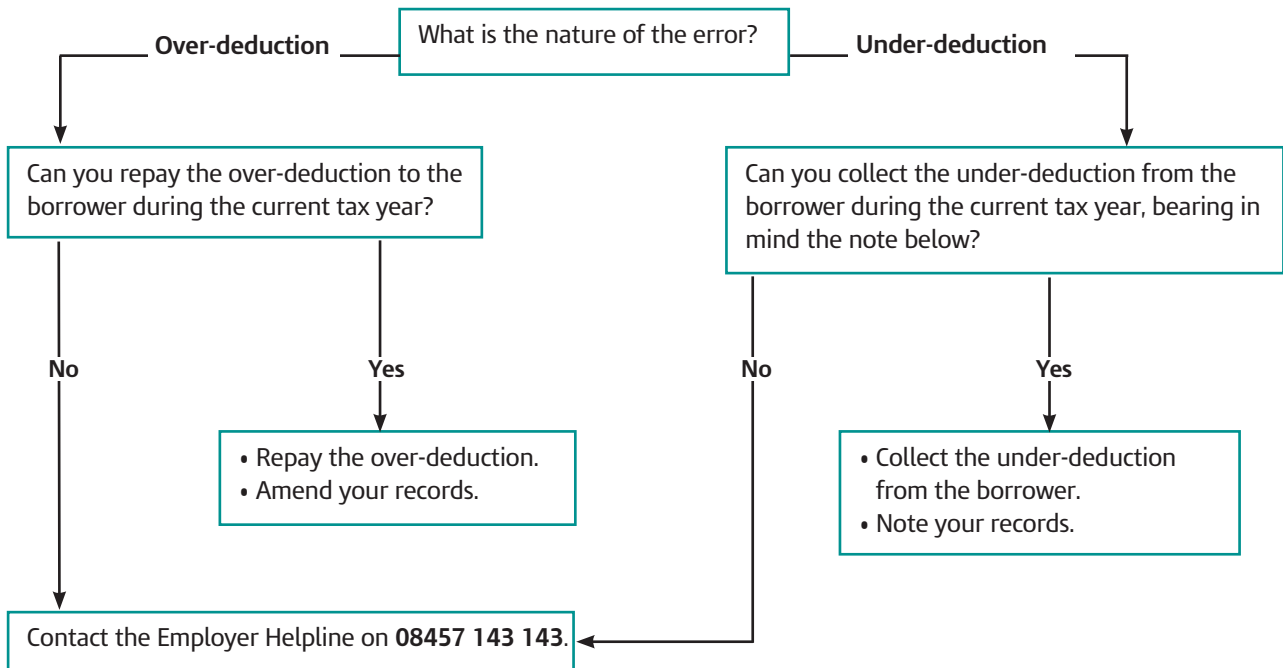 What is the nature of the error?
Over-deduction
Under-deduction
Can you repay the over-deduction to the
borrower during the current tax year?
Can you collect the under-deduction from the
borrower during the current tax year, bearing in
mind the note below?
No
Yes
No
Yes
• Repay the over-deduction.
• Amend your records.
• Collect the under-deduction
from the borrower.
• Note your records.
Contact the Employer Helpline on 08457 143 143.